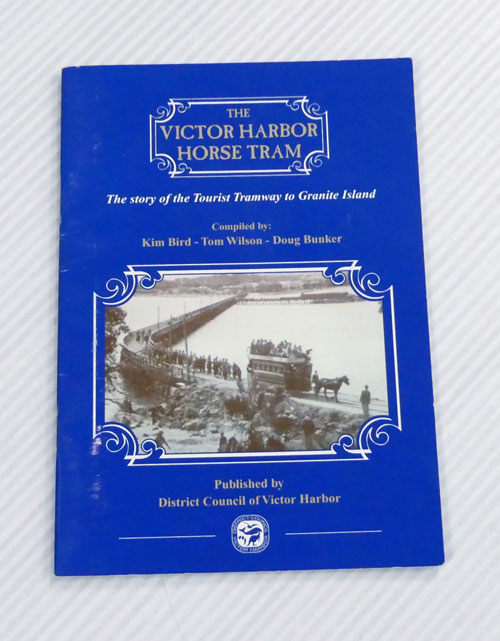 THE
VICTOR HARBOR
HORSE TRAM
The story of the Tourist Tramway to Granite Island
Compiled by:
Kim Bird - Tom Wilson - Doug Bunker
Published by
District Council of Victor Harbor